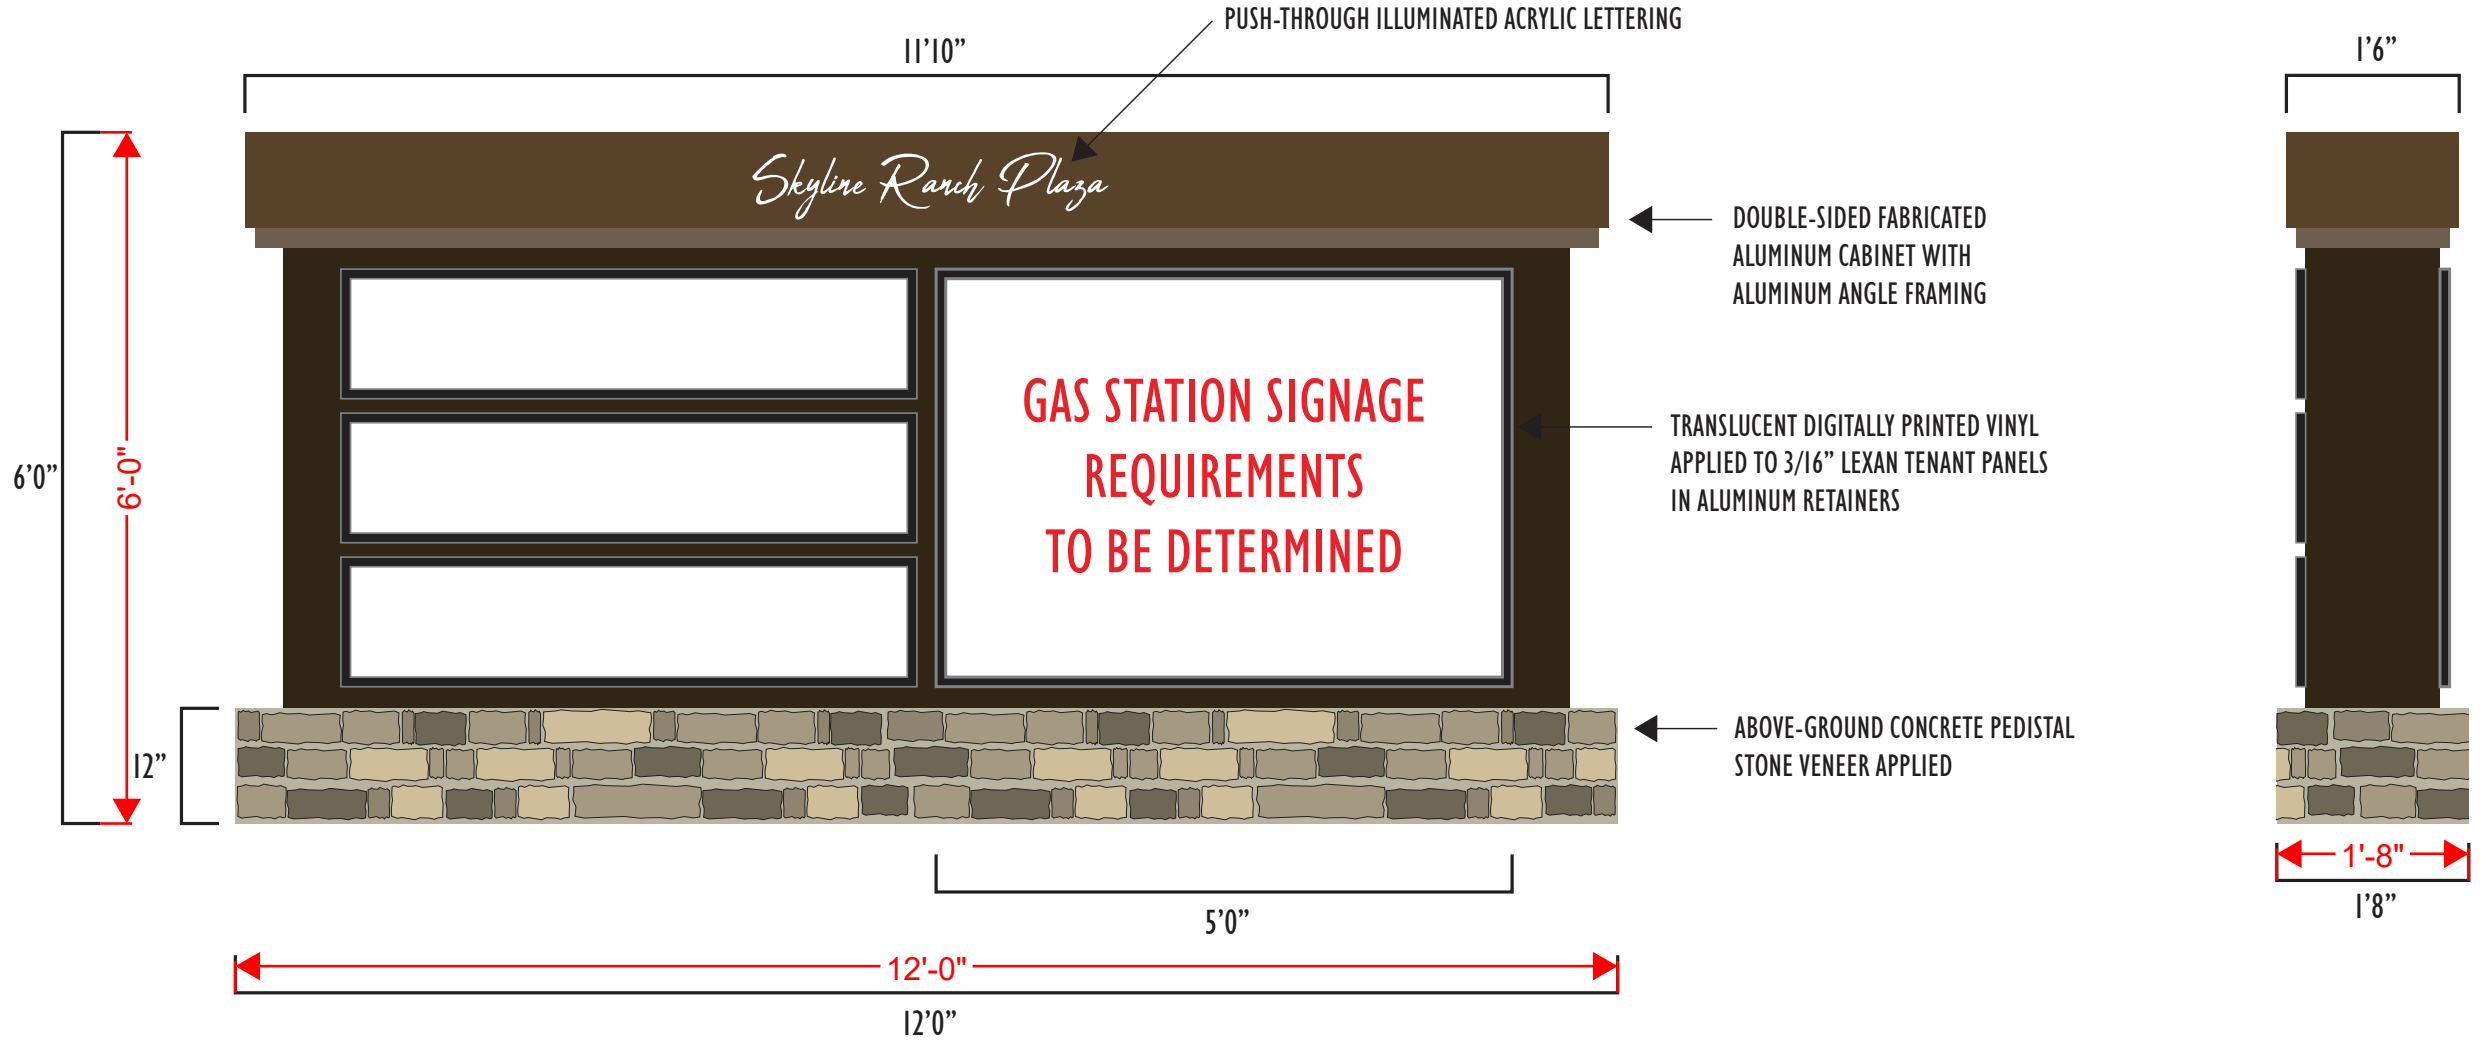 PUSH-THROUGH ILLUMINATED ACRYLIC LETTERING
11’10”
1’6”
Skyline Ranch Plaza
DOUBLE-SIDED FABRICATED
ALUMINUM CABINET WITH
ALUMINUM ANGLE FRAMING
GAS STATION SIGNAGE
REQUIREMENTS
TO BE DETERMINED
TRANSLUCENT DIGITALLY PRINTED VINYL
APPLIED TO 3/16” LEXAN TENANT PANELS
IN ALUMINUM RETAINERS
6’0”
6'-0"
12”
ABOVE-GROUND CONCRETE PEDISTAL
STONE VENEER APPLIED
1'-8"
1’8”
5’0”
12'-0"
12’0”